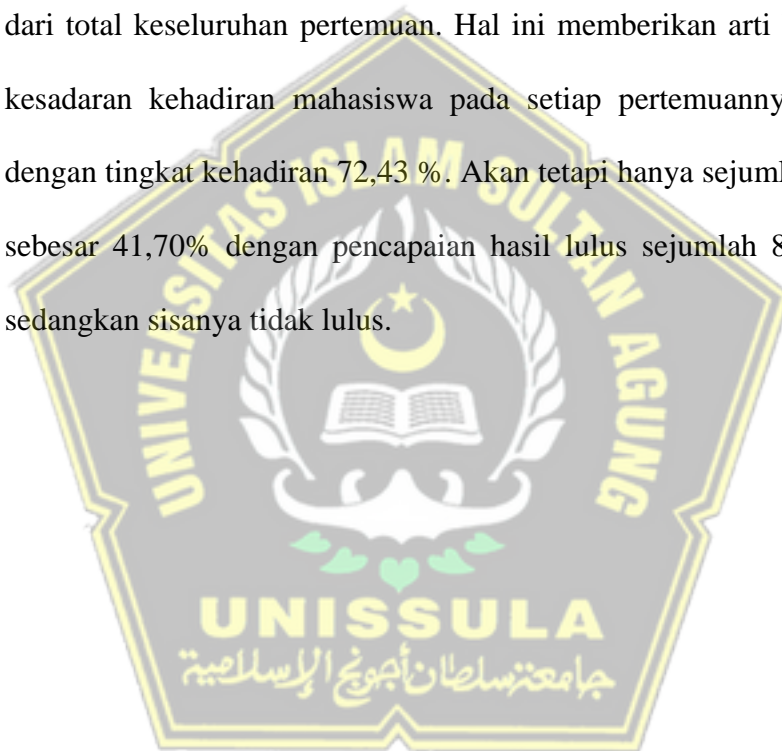 dari total keseluruhan pertemuan. Hal ini memberikan arti
kesadaran kehadiran mahasiswa pada setiap pertemuanny
dengan tingkat kehadiran 72,43 %. Akan tetapi hanya sejuml
sebesar 41,70% dengan pencapaian hasil lulus sejumlah 8
sedangkan sisanya tidak lulus.
UNIVERSITAS ISLAM SULTAN AGUNG
UNISSULA
جامعة سلطان أجونج الإسلامية